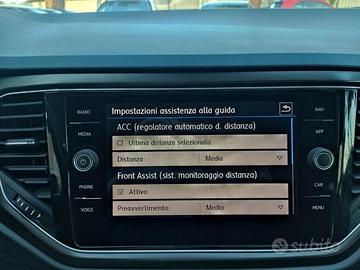 Impostazioni assistenza alla guida
RADIO
MEDIA
PHONE
VOICE
ACC (regolatore automatico d. distanza)
Ultima distanza selezionata
Distanza: Media
Front Assist (sist. monitoraggio distanza)
Attivo
Preavvertimento: Medio
NAV
APP
CAR
MENU
subito